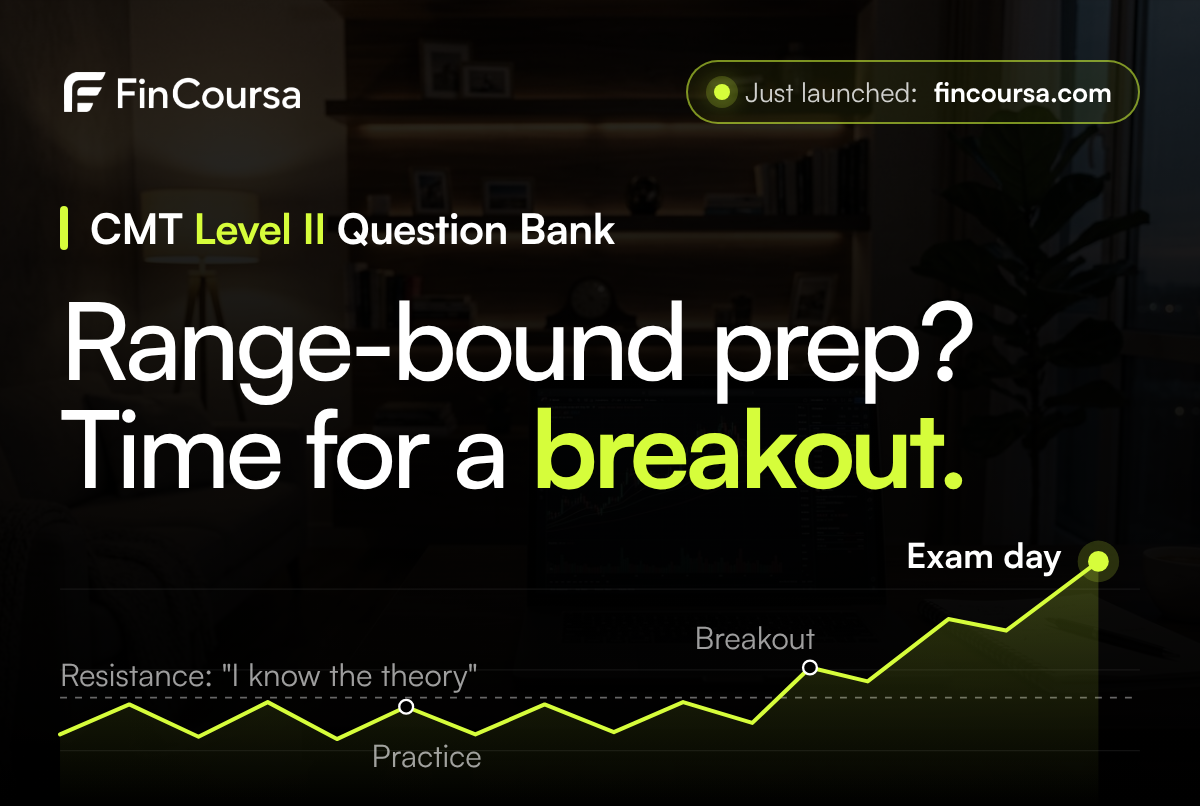 FinCoursa
Just launched: fincoursa.com
CMT Level II Question Bank
Range-bound prep?
Time for a breakout.
Exam day
Breakout
Resistance: "I know the theory"
Practice